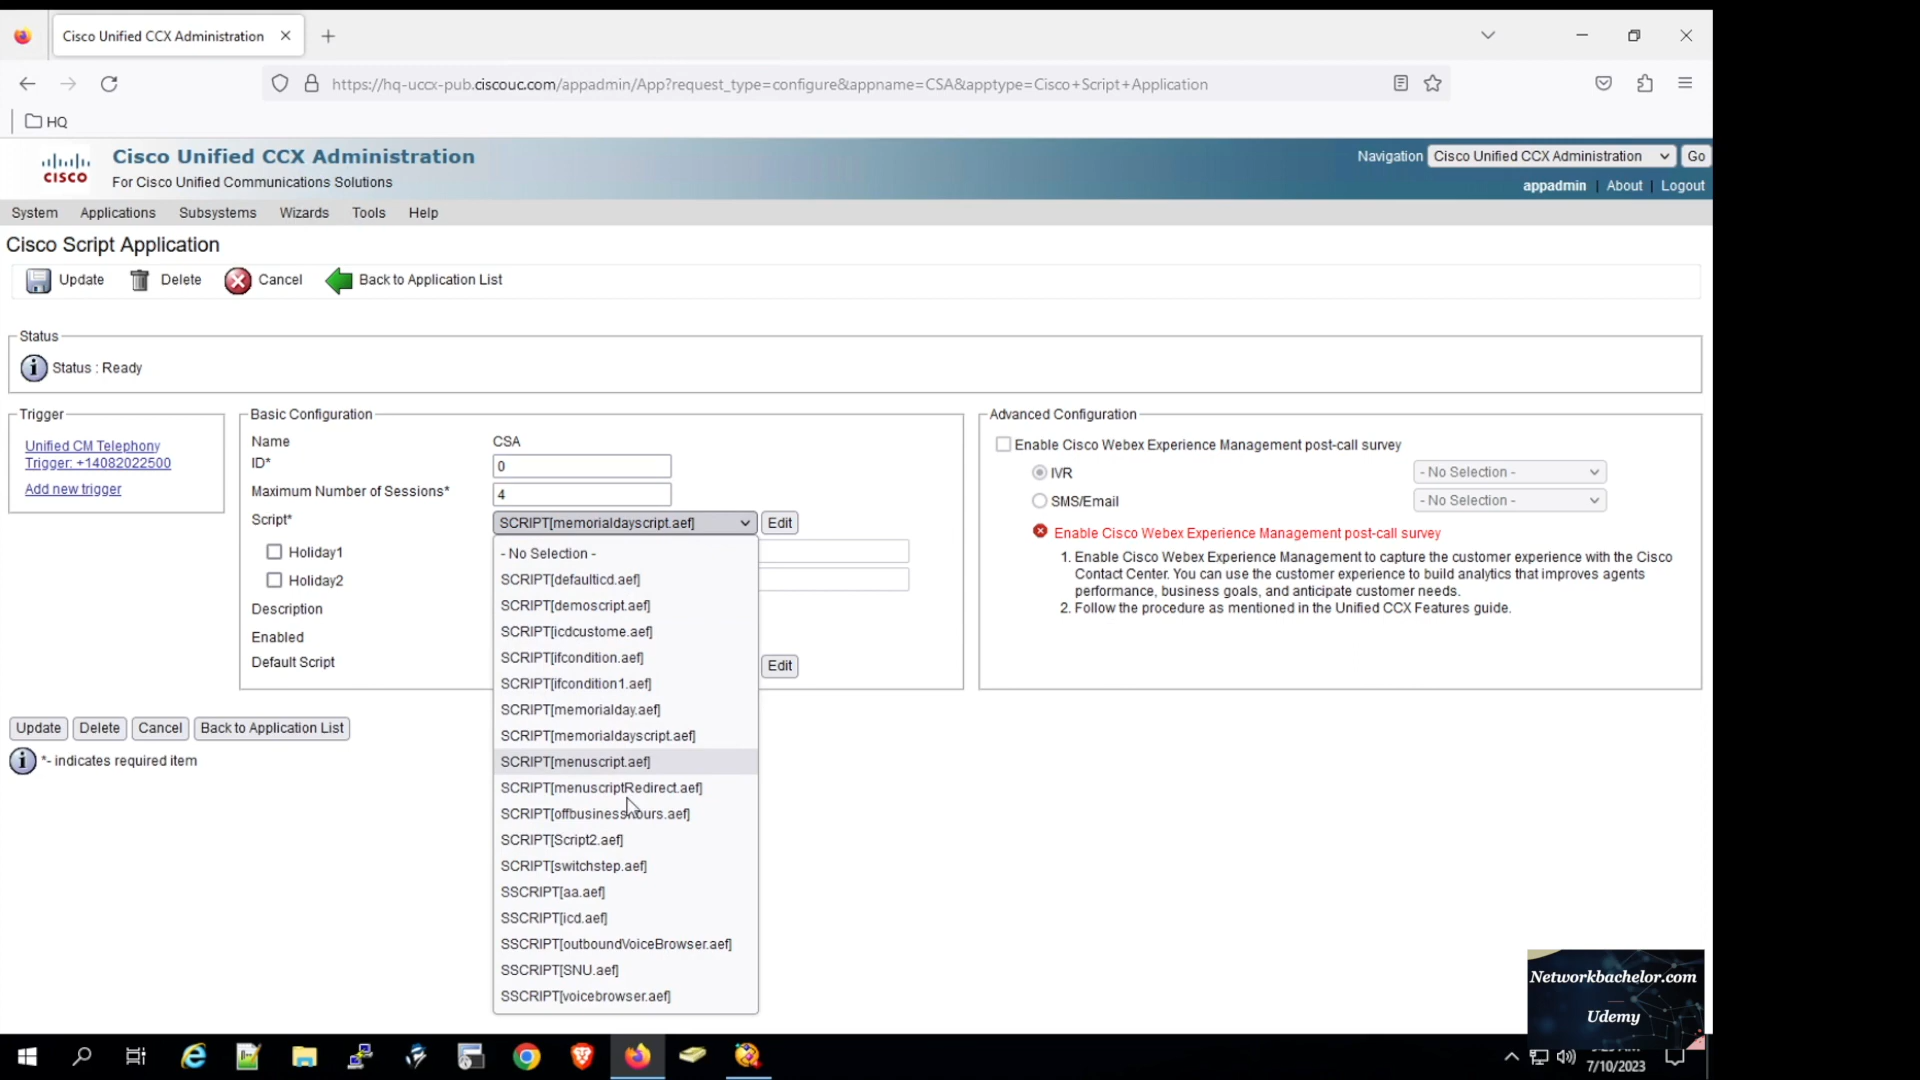 Cisco Unified CCX Administration
https://hq-uccx-pub.ciscouc.com/appadmin/App?request_type=configure&appname=CSA&apptype=Cisco+Script+Application
HQ
Cisco Unified CCX Administration
For Cisco Unified Communications Solutions
CISCO
Navigation Cisco Unified CCX Administration Go
appadmin | About | Logout
System Applications Subsystems Wizards Tools Help
Cisco Script Application
Update Delete Cancel Back to Application List
Status
Status : Ready
Trigger
Unified CM Telephony
Trigger: +14082022500
Add new trigger
Basic Configuration
Name CSA
ID* 0
Maximum Number of Sessions* 4
Script* SCRIPT[memorialdayscript.aef] Edit
Holiday1
Holiday2
Description
Enabled
Default Script Edit
- No Selection -
SCRIPT[defaulticd.aef]
SCRIPT[demoscript.aef]
SCRIPT[icdcustome.aef]
SCRIPT[ifcondition.aef]
SCRIPT[ifcondition1.aef]
SCRIPT[memorialday.aef]
SCRIPT[memorialdayscript.aef]
SCRIPT[menuscript.aef]
SCRIPT[menuscriptRedirect.aef]
SCRIPT[offbusinesshours.aef]
SCRIPT[Script2.aef]
SCRIPT[switchstep.aef]
SSCRIPT[aa.aef]
SSCRIPT[icd.aef]
SSCRIPT[outboundVoiceBrowser.aef]
SSCRIPT[SNU.aef]
SSCRIPT[voicebrowser.aef]
Advanced Configuration
Enable Cisco Webex Experience Management post-call survey
IVR - No Selection -
SMS/Email - No Selection -
Enable Cisco Webex Experience Management post-call survey
1. Enable Cisco Webex Experience Management to capture the customer experience with the Cisco
Contact Center. You can use the customer experience to build analytics that improves agents
performance, business goals, and anticipate customer needs.
2. Follow the procedure as mentioned in the Unified CCX Features guide.
Update Delete Cancel Back to Application List
*- indicates required item
Networkbachelor.com
Udemy
7/10/2023